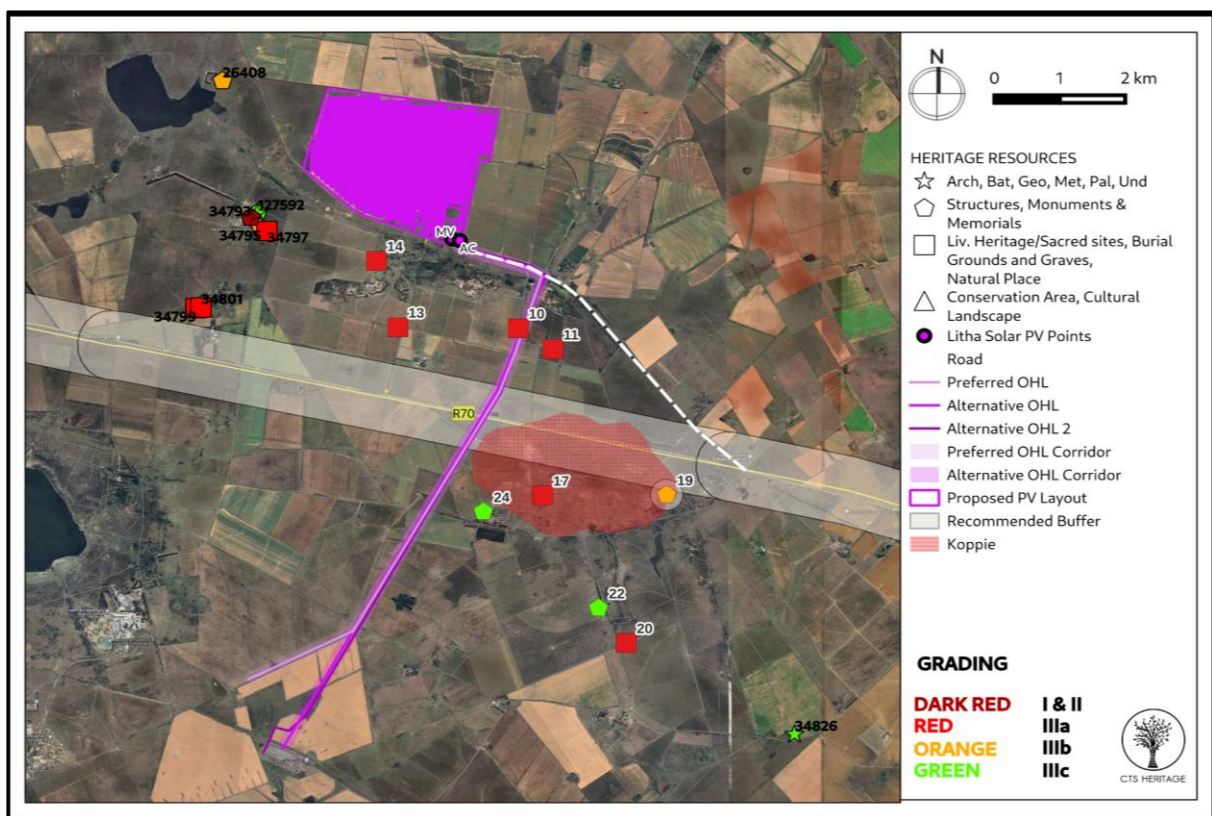 26408
427592
34793
34795
34797
34801
34799
MV
AC
14
13
10
11
R70
17
19
24
22
20
34826
N
0 1 2 km
HERITAGE RESOURCES
Arch, Bat, Geo, Met, Pal, Und
Structures, Monuments &
Memorials
Liv. Heritage/Sacred sites, Burial
Grounds and Graves,
Natural Place
Conservation Area, Cultural
Landscape
Litha Solar PV Points
Road
Preferred OHL
Alternative OHL
Alternative OHL 2
Preferred OHL Corridor
Alternative OHL Corridor
Proposed PV Layout
Recommended Buffer
Koppie
GRADING
DARK RED I & II
RED IIIa
ORANGE IIIb
GREEN IIIc
CTS HERITAGE